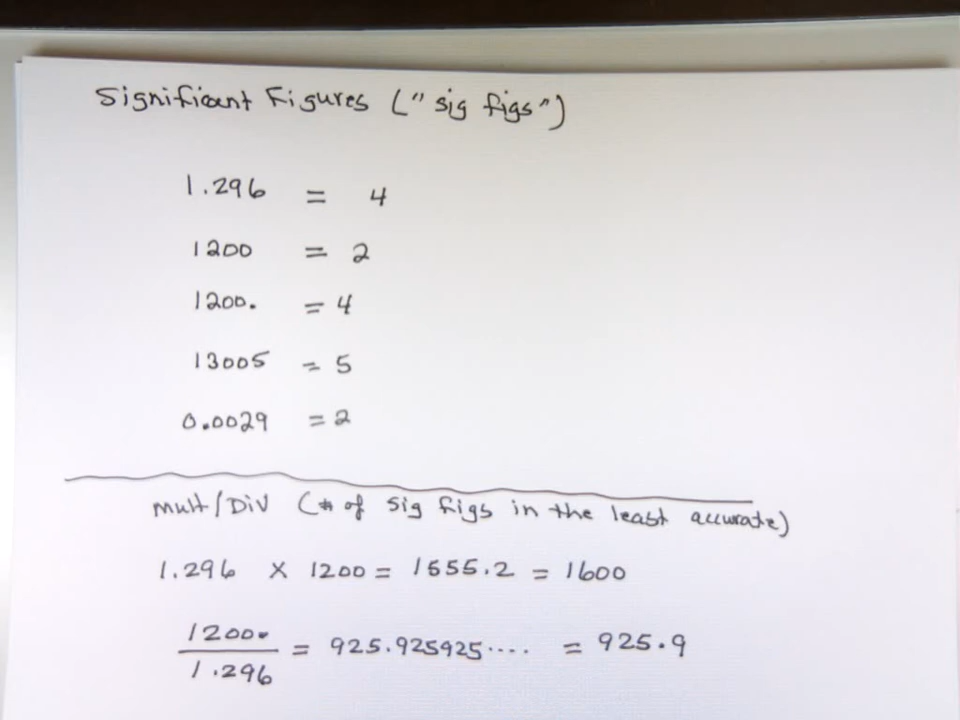 Significant Figures ("sig figs")
1.296 = 4
1200 = 2
1200. = 4
13005 = 5
0.0029 = 2
Mult/Div (# of sig figs in the least accurate)
1.296 x 1200 = 1555.2 = 1600
1200. / 1.296 = 925.925925.... = 925.9